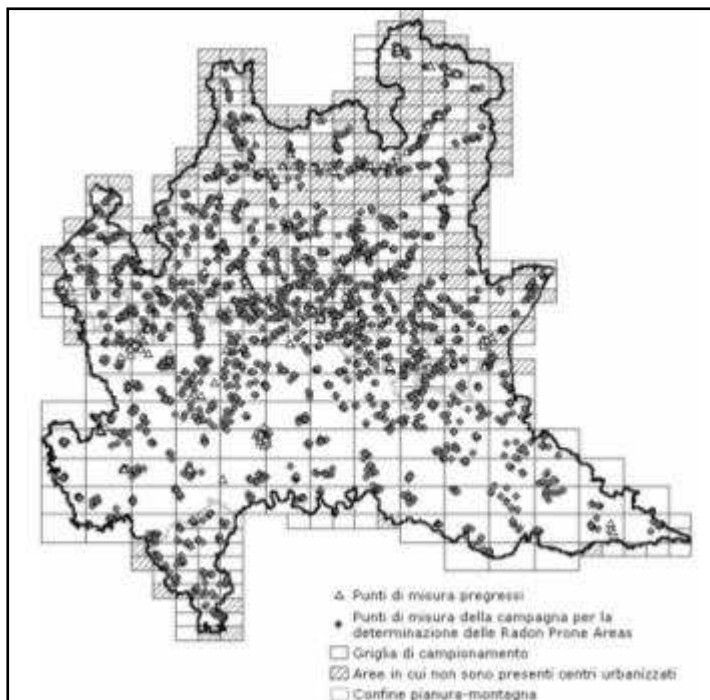 Punti di misura pregressi
Punti di misura della campagna per la
determinazione delle Radon Prone Areas
Griglia di campionamento
Aree in cui non sono presenti centri urbanizzati
Confine pianura-montagna